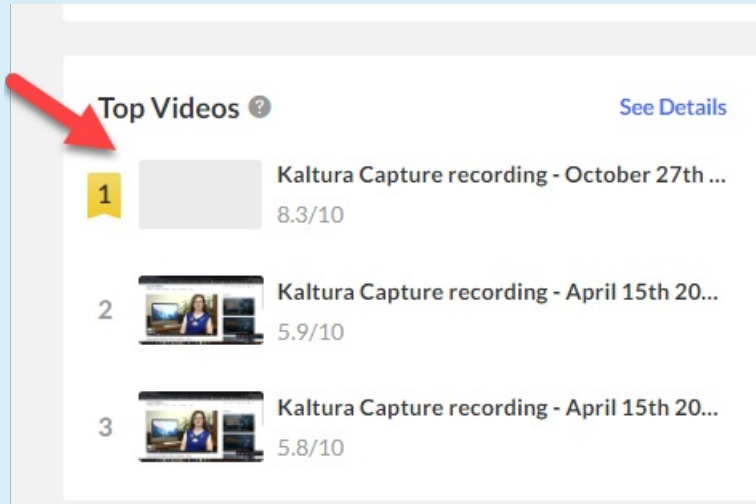 Top Videos ?
See Details
1
Kaltura Capture recording - October 27th ...
8.3/10
2
Kaltura Capture recording - April 15th 20...
5.9/10
3
Kaltura Capture recording - April 15th 20...
5.8/10